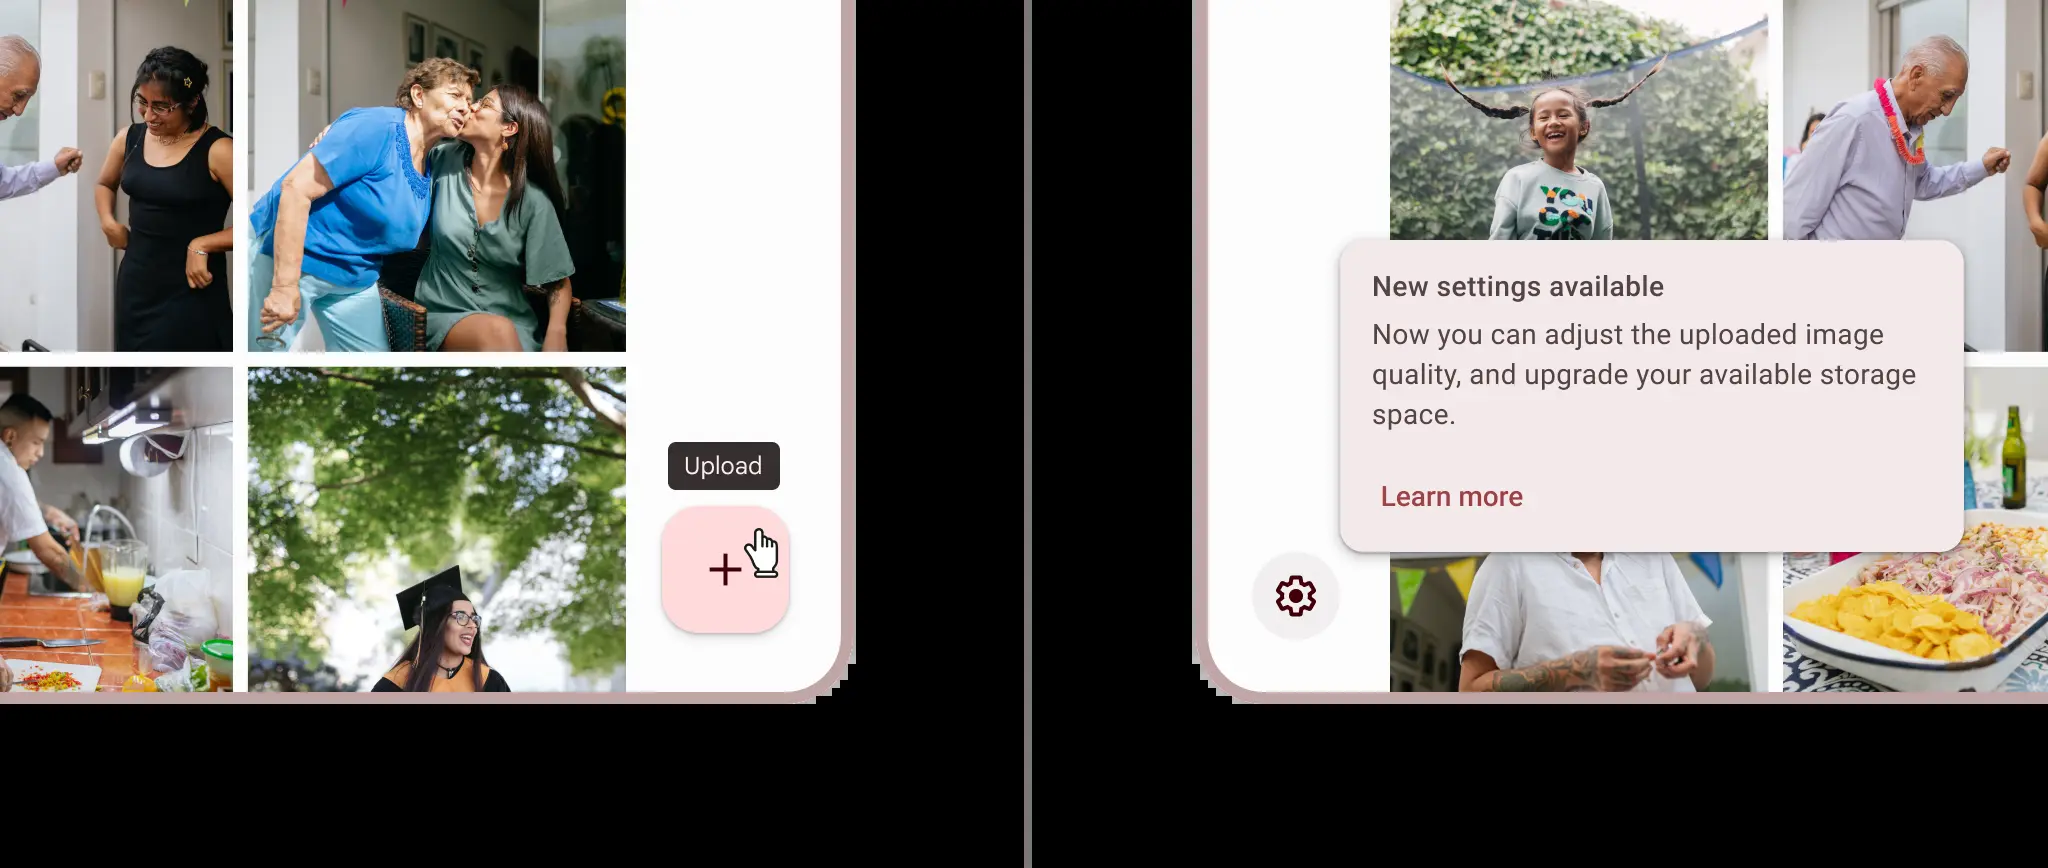 Upload
YOU
New settings available
Now you can adjust the uploaded image
quality, and upgrade your available storage
space.
Learn more